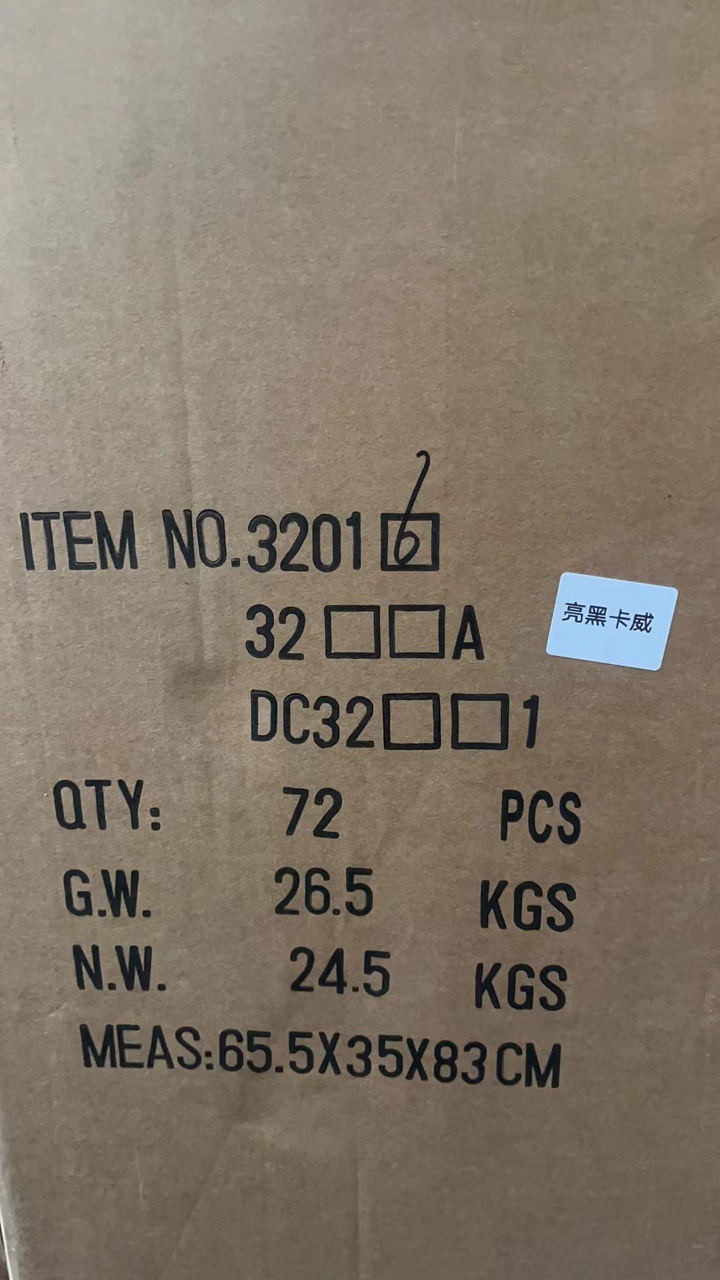 ITEM NO.32016
32□□A
亮黑卡威
DC32□□1
QTY: 72 PCS
G.W. 26.5 KGS
N.W. 24.5 KGS
MEAS:65.5X35X83CM